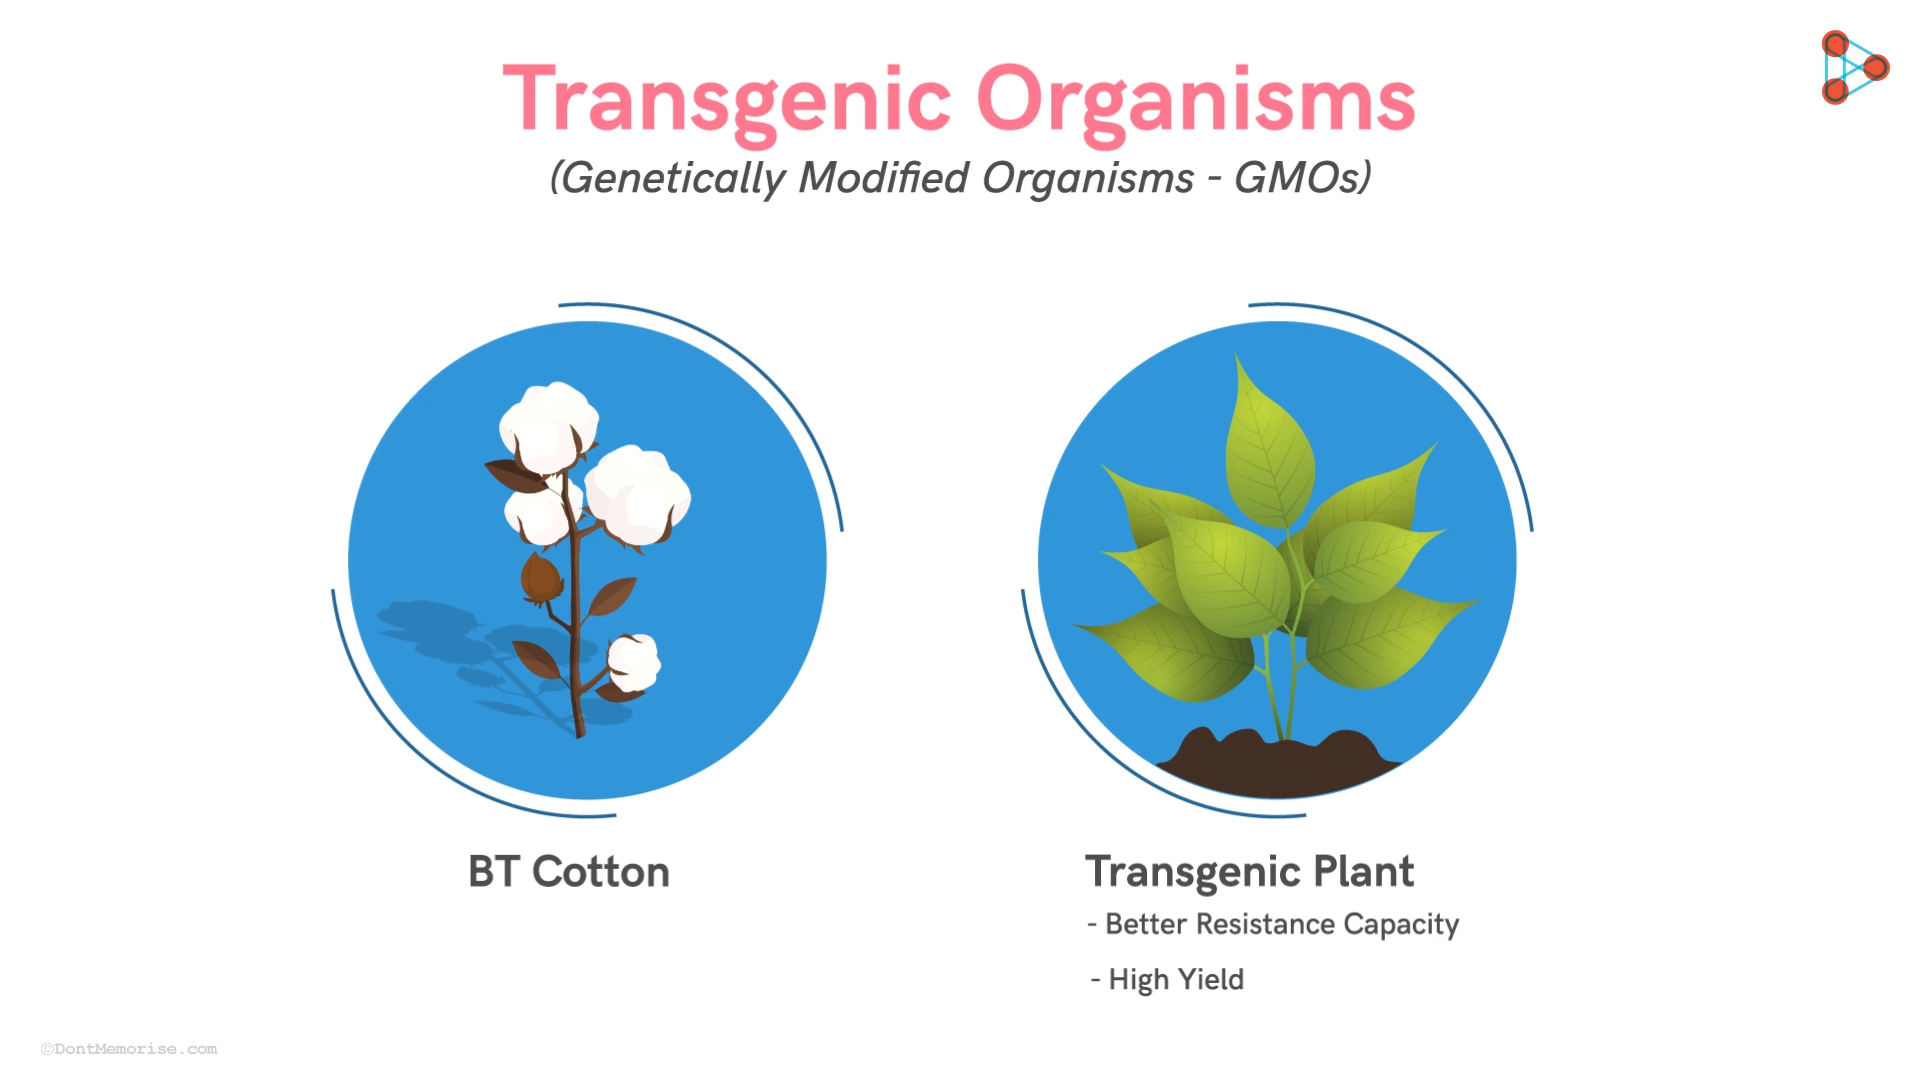 Transgenic Organisms
(Genetically Modified Organisms - GMOs)
BT Cotton
Transgenic Plant
- Better Resistance Capacity
- High Yield
©DontMemorise.com